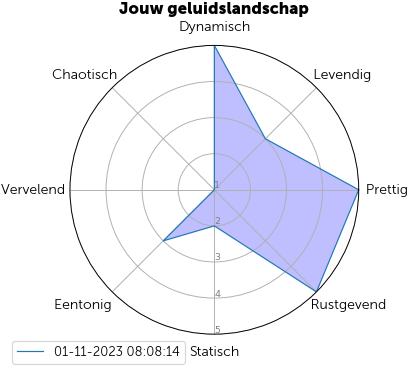 Jouw geluidslandschap
Dynamisch
Chaotisch
Levendig
Vervelend
1
Prettig
2
3
4
Eentonig
Rustgevend
5
01-11-2023 08:08:14
Statisch